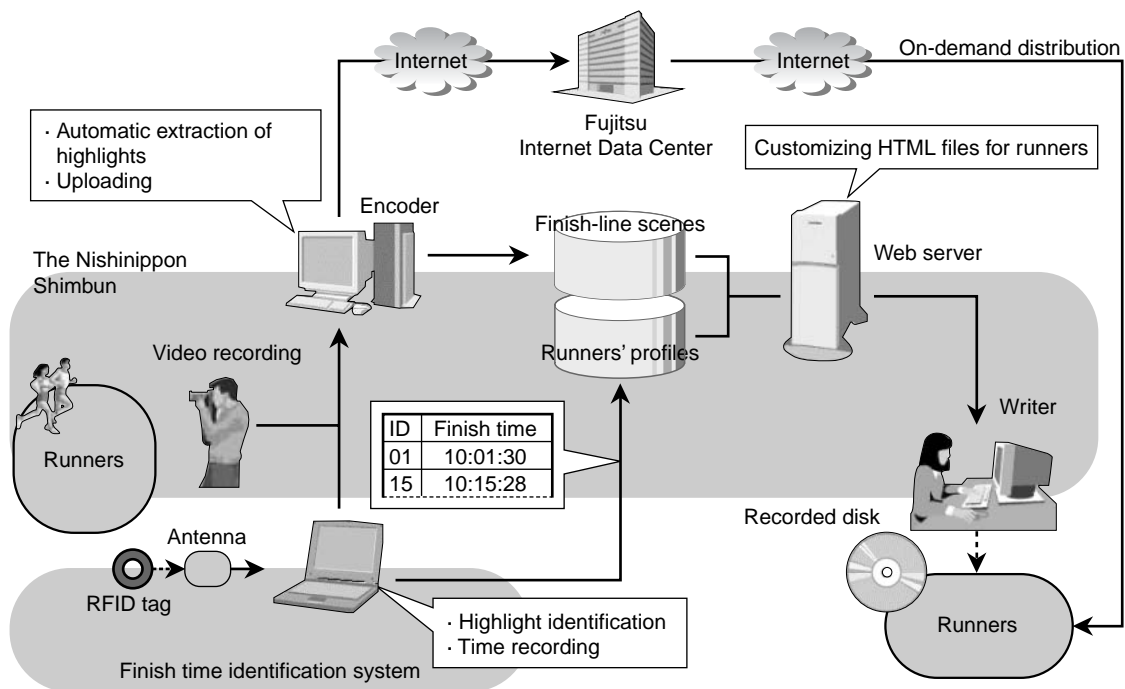 Internet
Internet
On-demand distribution
Fujitsu
Internet Data Center
· Automatic extraction of
highlights
· Uploading
Customizing HTML files for runners
Encoder
Finish-line scenes
Web server
The Nishinippon
Shimbun
Video recording
Runners' profiles
Writer
ID Finish time
01 10:01:30
15 10:15:28
Runners
Recorded disk
Antenna
RFID tag
· Highlight identification
· Time recording
Runners
Finish time identification system